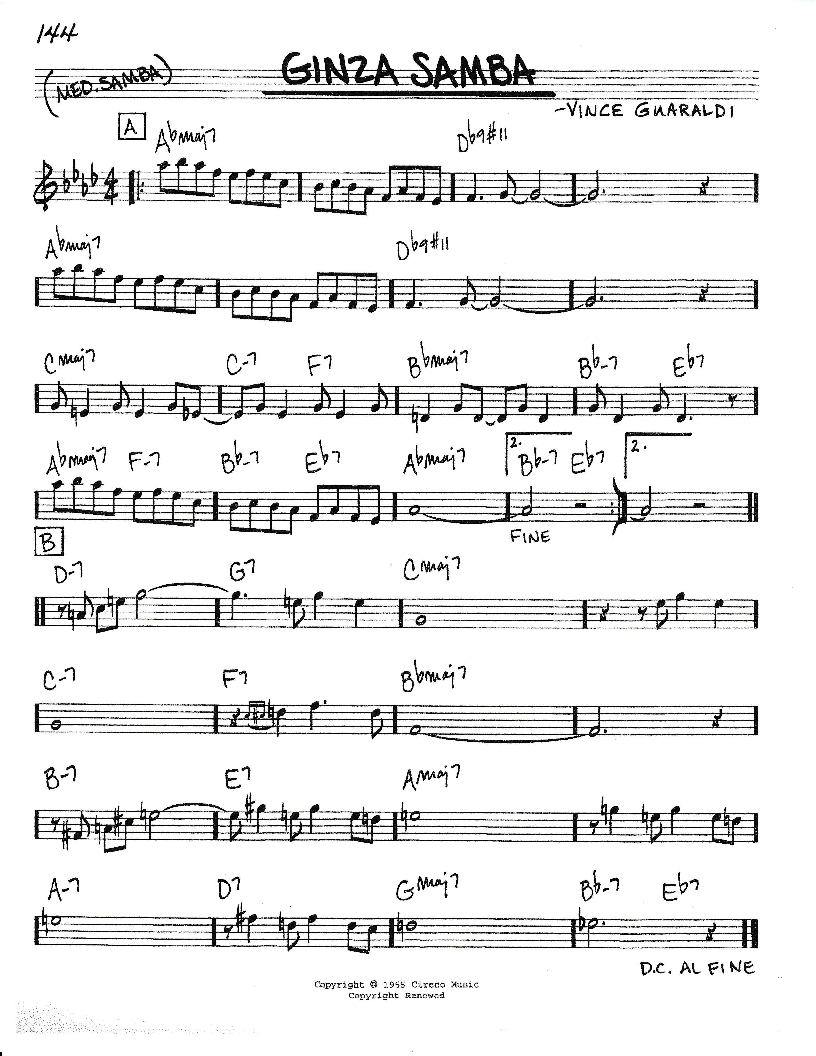 144
GINZA SAMBA
(MED. SAMBA)
-VINCE GUARALDI
A
Abmaj7 Db9#11
Abmaj7 Db9#11
Cmaj7 C-7 F7 Bbmaj7 Bb-7 Eb7
2. 2.
Abmaj7 F-7 Bb-7 Eb7 Abmaj7 Bb-7 Eb7
FINE
B
D-7 G7 Cmaj7
C-7 F7 Bbmaj7
B-7 E7 Amaj7
A-7 D7 Gmaj7 Bb-7 Eb7
D.C. AL FINE
Copyright © 1965 Cireco Music
Copyright Renewed